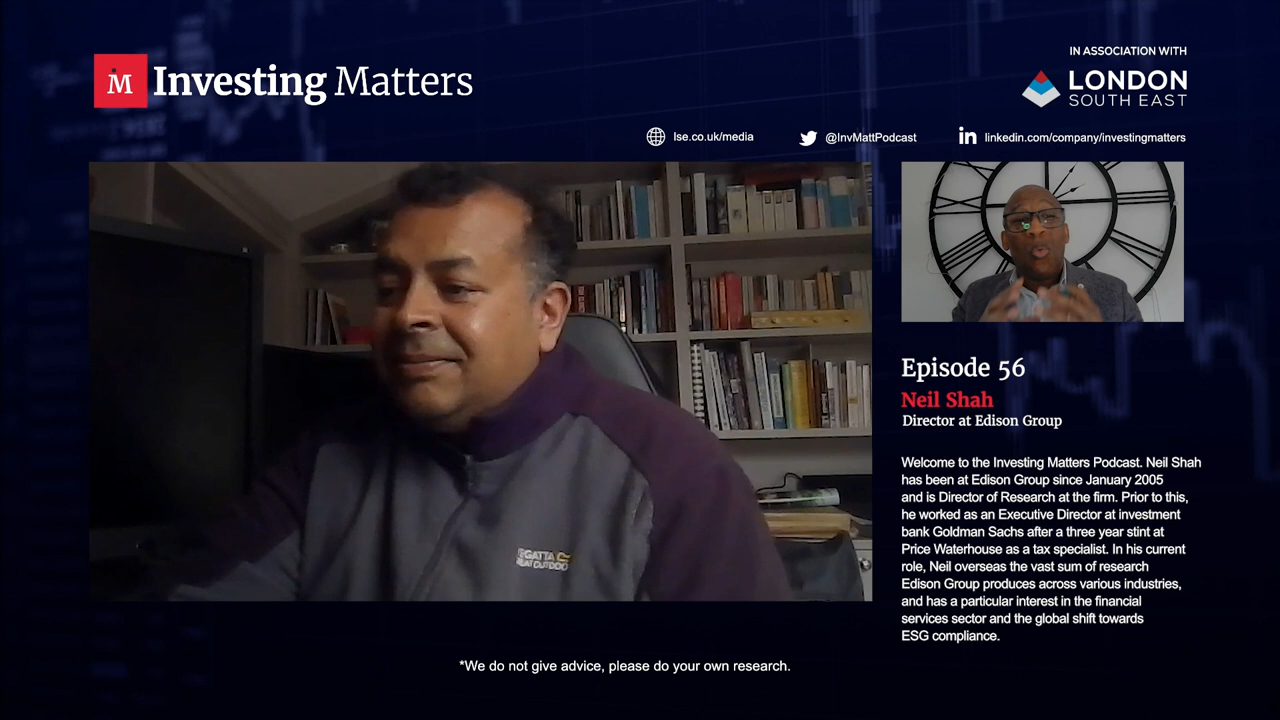 M Investing Matters
IN ASSOCIATION WITH
LONDON
SOUTH EAST
lse.co.uk/media
@InvMattPodcast
in linkedin.com/company/investingmatters
Episode 56
Neil Shah
Director at Edison Group
Welcome to the Investing Matters Podcast. Neil Shah
has been at Edison Group since January 2005
and is Director of Research at the firm. Prior to this,
he worked as an Executive Director at investment
bank Goldman Sachs after a three year stint at
Price Waterhouse as a tax specialist. In his current
role, Neil overseas the vast sum of research
Edison Group produces across various industries,
and has a particular interest in the financial
services sector and the global shift towards
ESG compliance.
*We do not give advice, please do your own research.